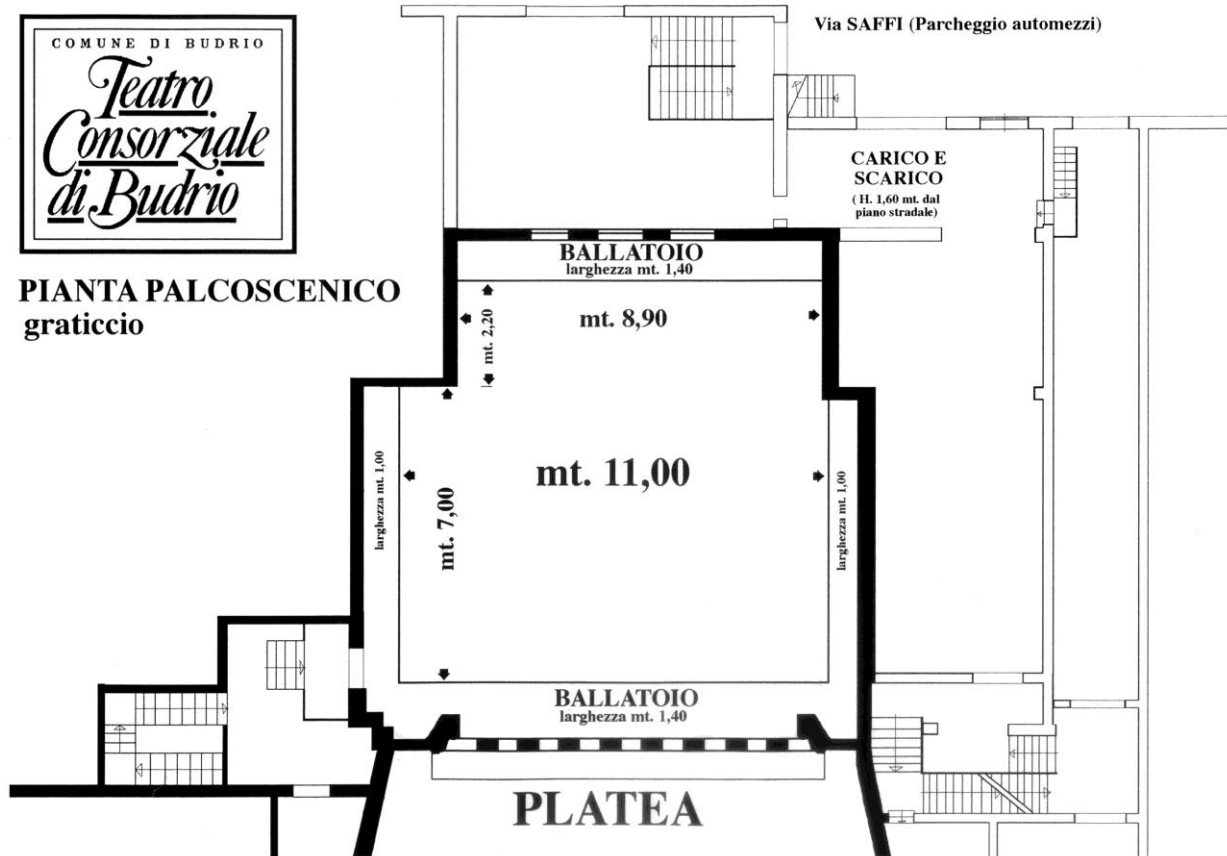 COMUNE DI BUDRIO
Teatro
Consorziale
di Budrio
PIANTA PALCOSCENICO
graticcio
Via SAFFI (Parcheggio automezzi)
CARICO E
SCARICO
( H. 1,60 mt. dal
piano stradale)
BALLATOIO
larghezza mt. 1,40
mt. 2,20
mt. 8,90
larghezza mt. 1,00
mt. 7,00
mt. 11,00
larghezza mt. 1,00
BALLATOIO
larghezza mt. 1,40
PLATEA